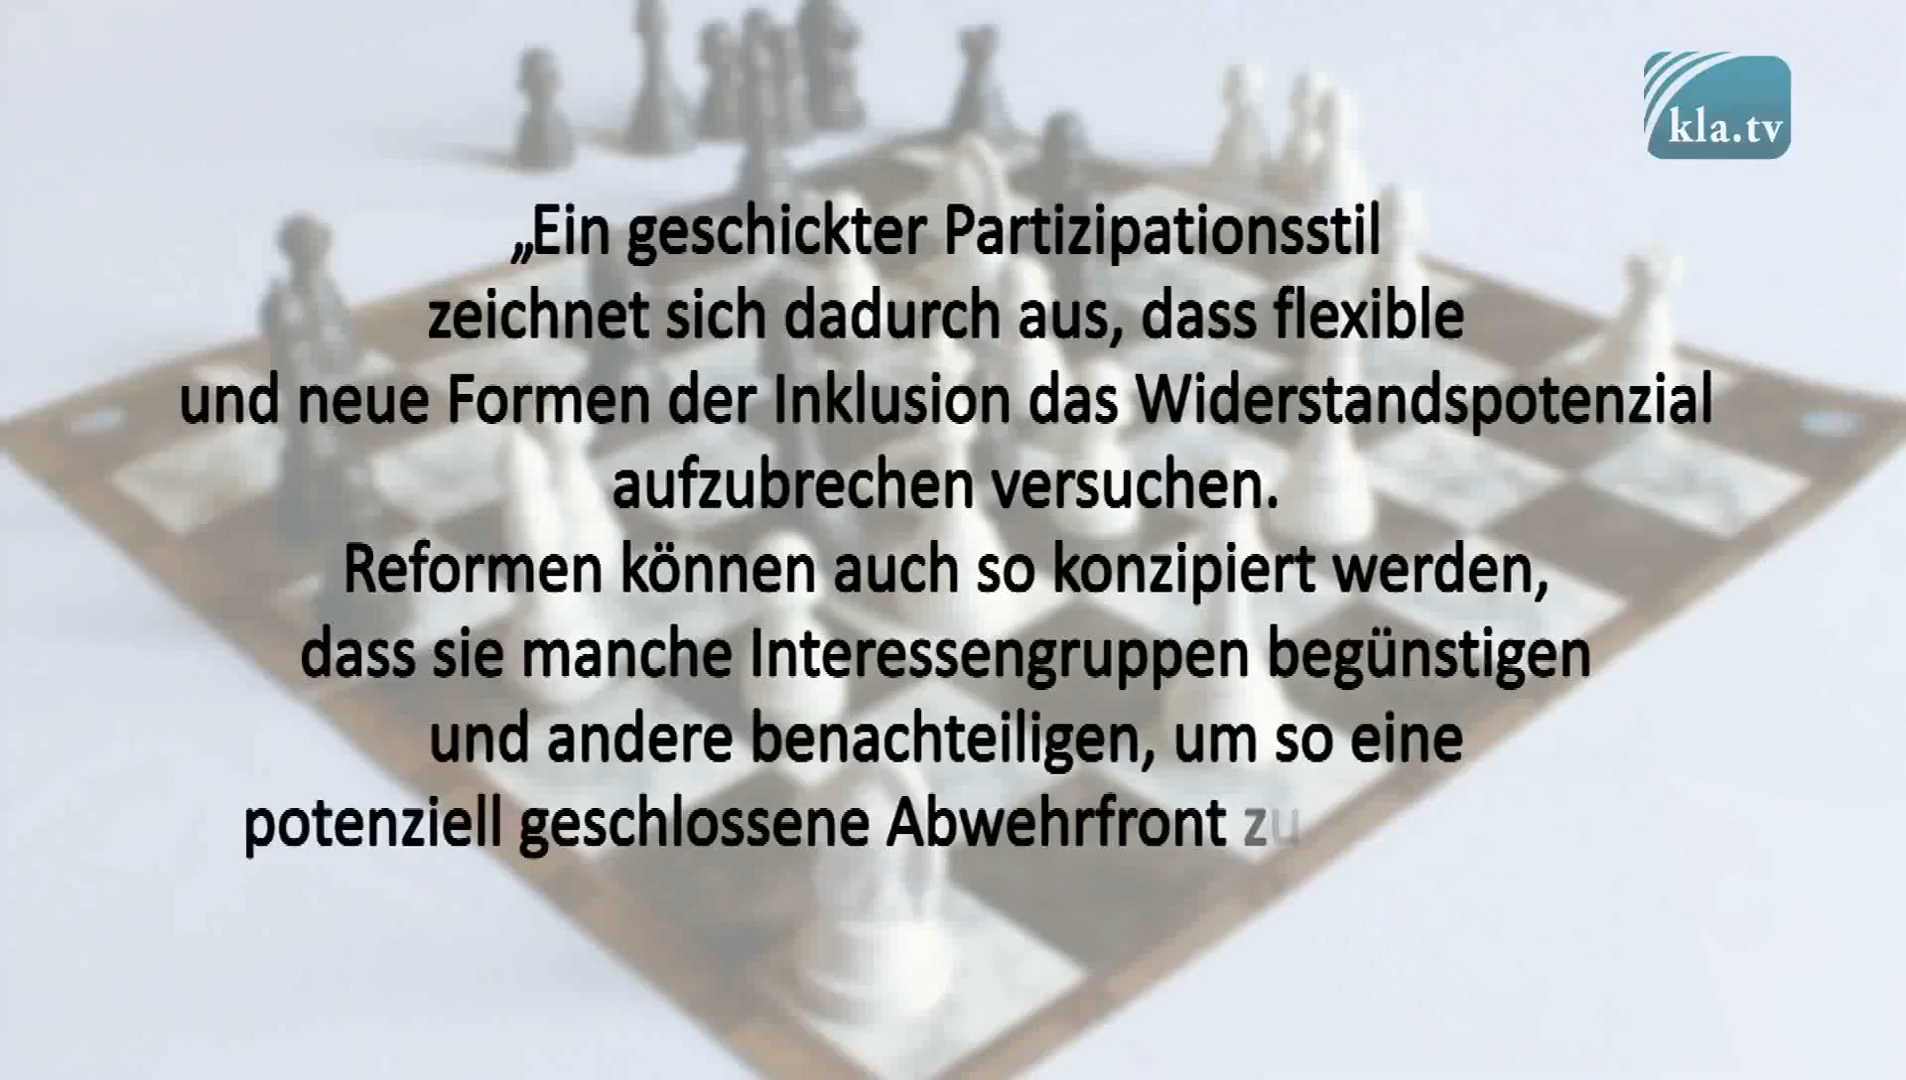 kla.tv
„Ein geschickter Partizipationsstil
zeichnet sich dadurch aus, dass flexible
und neue Formen der Inklusion das Widerstandspotenzial
aufzubrechen versuchen.
Reformen können auch so konzipiert werden,
dass sie manche Interessengruppen begünstigen
und andere benachteiligen, um so eine
potenziell geschlossene Abwehrfront zu